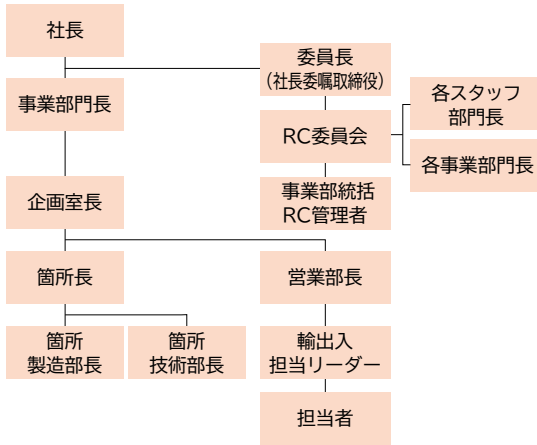 社長
委員長
（社長委嘱取締役）
事業部門長
各スタッフ
部門長
RC委員会
各事業部門長
企画室長
事業部統括
RC管理者
箇所長
営業部長
箇所
製造部長
箇所
技術部長
輸出入
担当リーダー
担当者